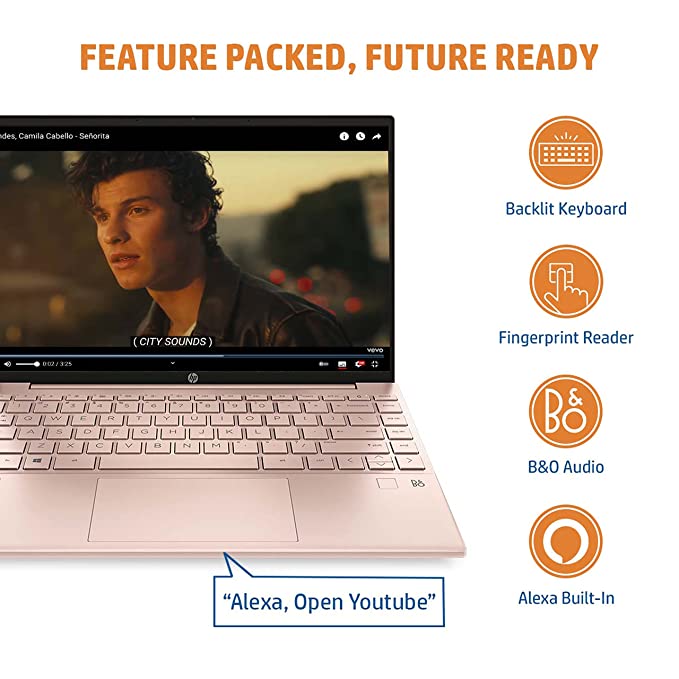 FEATURE PACKED, FUTURE READY
ndes, Camila Cabello - Señorita
( CITY SOUNDS )
vevo
0:02 / 3:25
hp
Q W E R T Y U I O P
A S D F G H J K L
Z X C V B N M
B&O
Backlit Keyboard
Fingerprint Reader
B&O
B&O Audio
Alexa Built-In
“Alexa, Open Youtube”